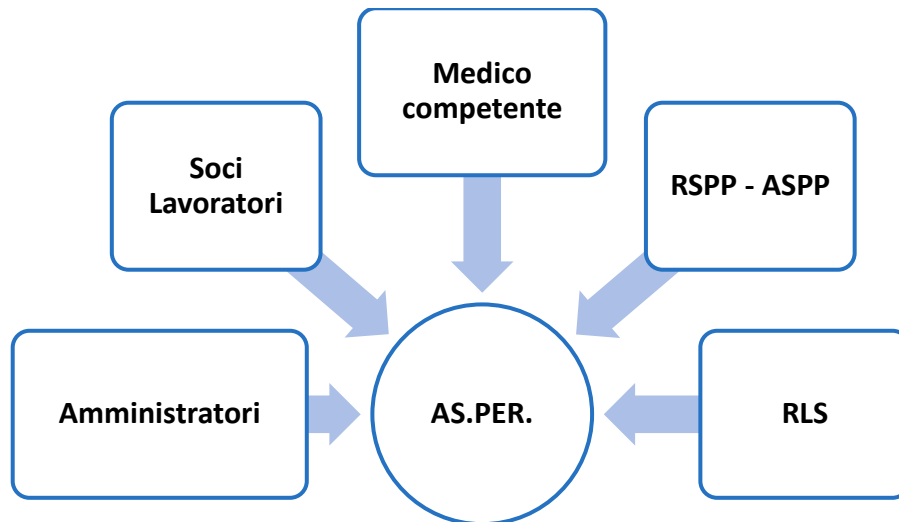 Medico
competente
Soci
Lavoratori
RSPP - ASPP
Amministratori
AS.PER.
RLS